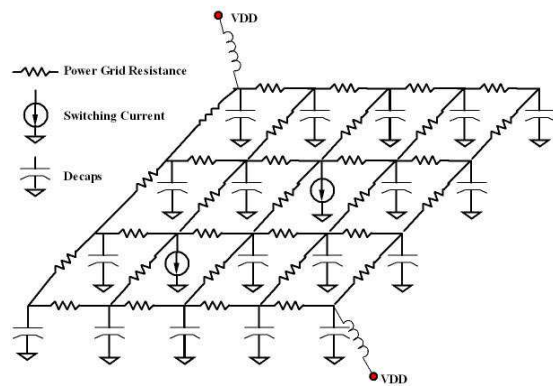 VDD
Power Grid Resistance
Switching Current
Decaps
VDD